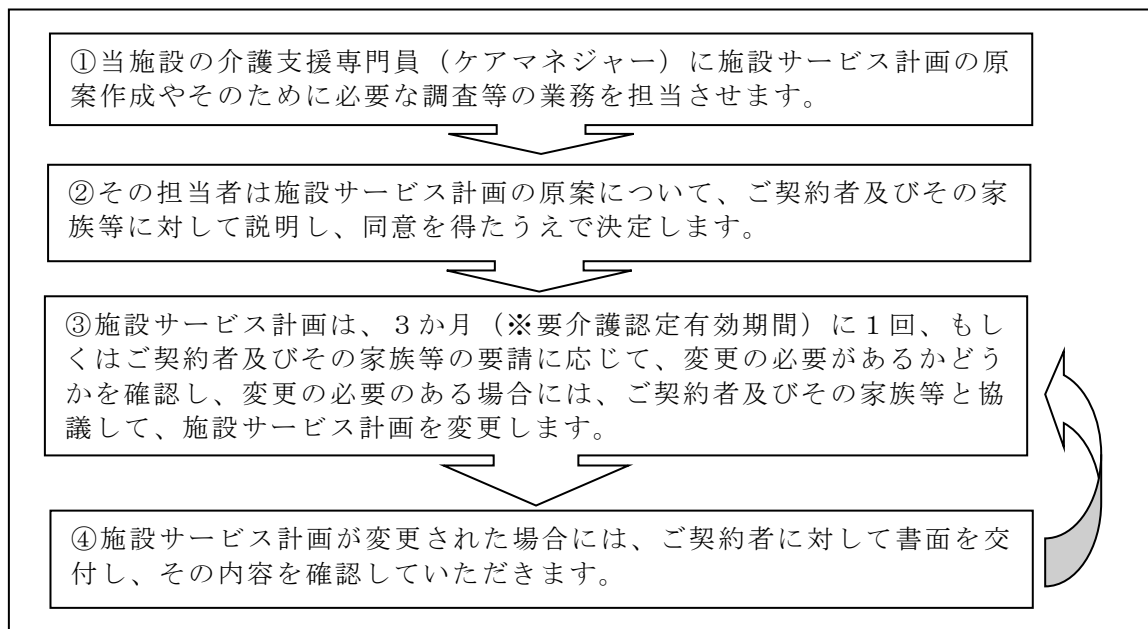 ①当施設の介護支援専門員（ケアマネジャー）に施設サービス計画の原
案作成やそのために必要な調査等の業務を担当させます。
②その担当者は施設サービス計画の原案について、ご契約者及びその家
族等に対して説明し、同意を得たうえで決定します。
③施設サービス計画は、３か月（※要介護認定有効期間）に１回、もし
くはご契約者及びその家族等の要請に応じて、変更の必要があるかどう
かを確認し、変更の必要のある場合には、ご契約者及びその家族等と協
議して、施設サービス計画を変更します。
④施設サービス計画が変更された場合には、ご契約者に対して書面を交
付し、その内容を確認していただきます。